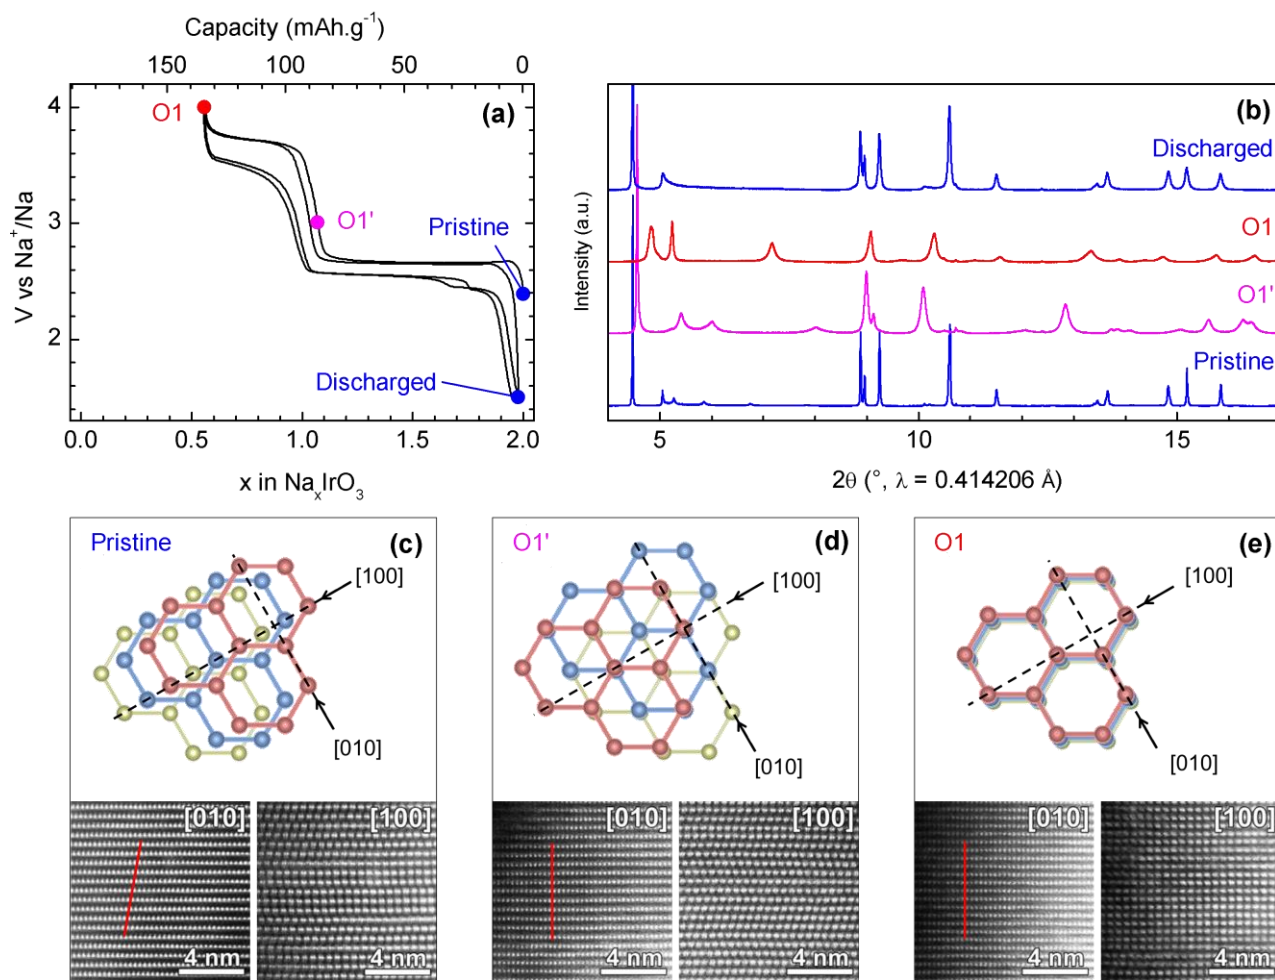 Capacity (mAh.g⁻¹)
150 100 50 0
4
3
2
V vs Na⁺/Na
(a)
O1
O1'
Pristine
Discharged
0.0 0.5 1.0 1.5 2.0
x in NaₓIrO₃
Intensity (a.u.)
(b)
Discharged
O1
O1'
Pristine
5 10 15
2θ (°, λ = 0.414206 Å)
Pristine
(c)
[100]
[010]
[010]
4 nm
[100]
4 nm
O1'
(d)
[100]
[010]
[010]
4 nm
[100]
4 nm
O1
(e)
[100]
[010]
[010]
4 nm
[100]
4 nm